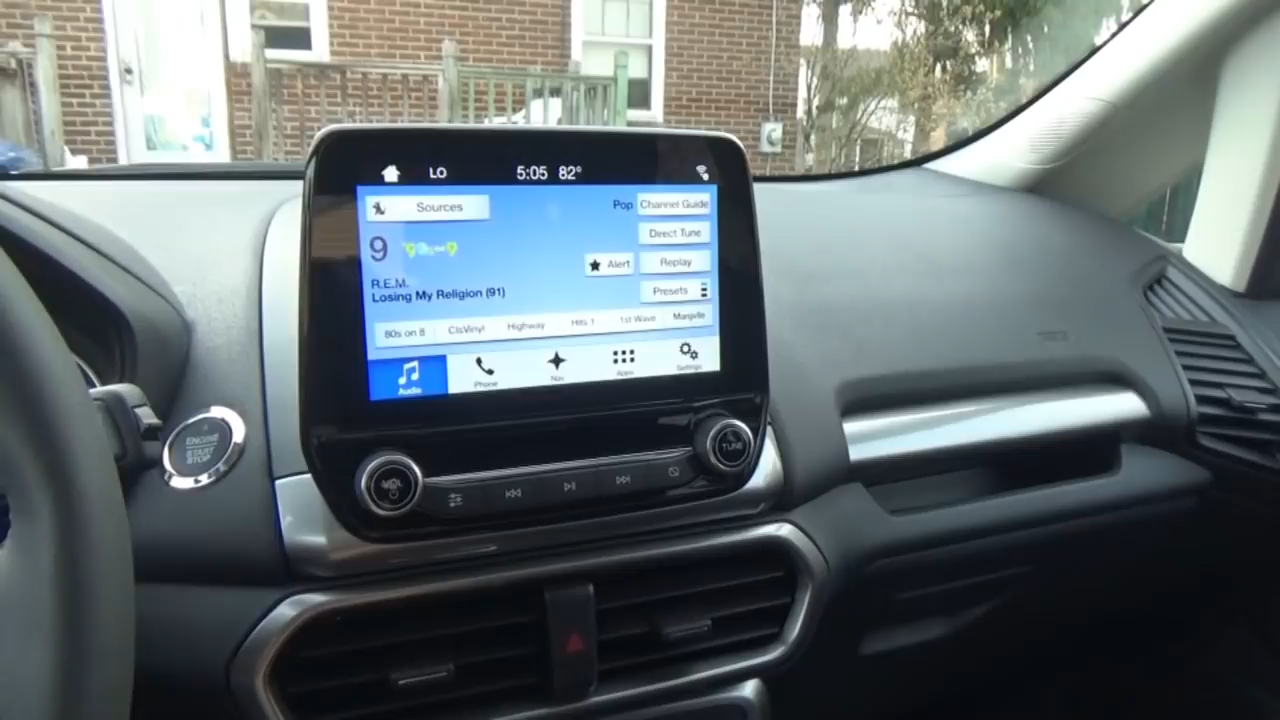 LO 5:05 82°
Sources
Pop Channel Guide
Direct Tune
9
Alert Replay
R.E.M.
Losing My Religion (91)
Presets
80s on 8 ClsVinyl Highway Hits 1 1st Wave Margville
Audio Phone Nav Apps Settings
ENGINE
START
STOP
VOL
TUNE